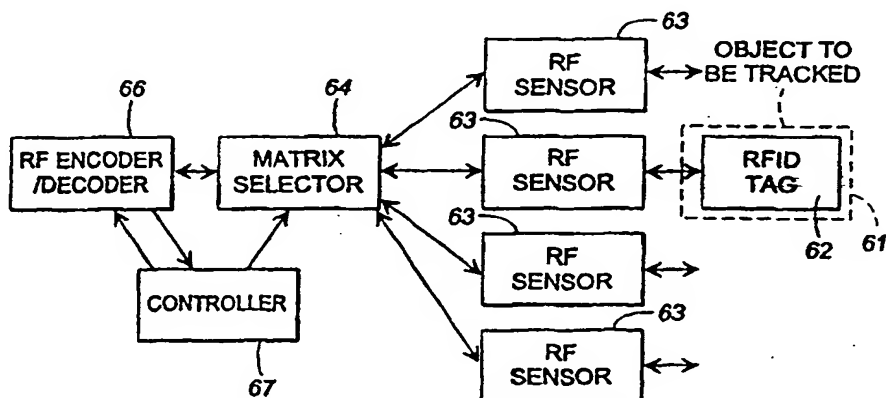 63
RF
SENSOR
OBJECT TO
BE TRACKED
66
RF ENCODER
/DECODER
64
MATRIX
SELECTOR
63
RF
SENSOR
RFID
TAG
62
61
63
RF
SENSOR
CONTROLLER
67
63
RF
SENSOR